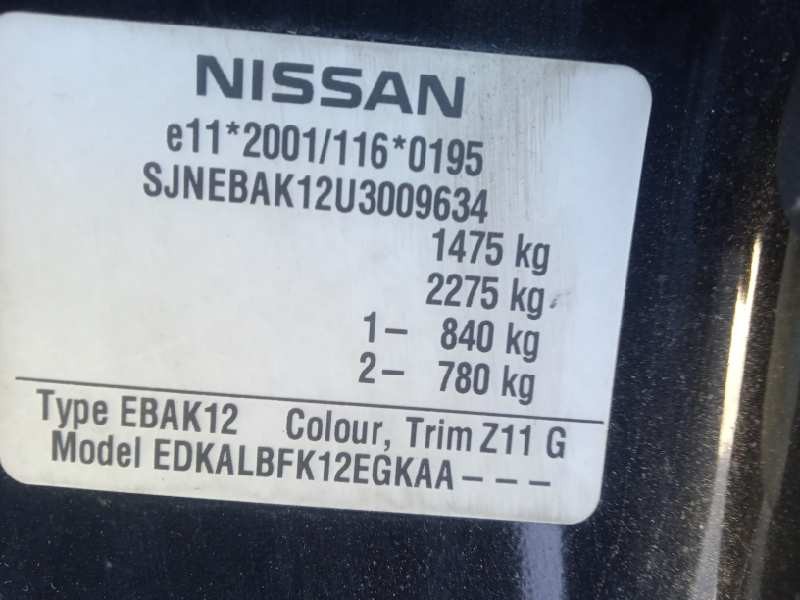 NISSAN
e11*2001/116*0195
SJNEBAK12U3009634
1475 kg
2275 kg
1- 840 kg
2- 780 kg
Type EBAK12 Colour, Trim Z11 G
Model EDKALBFK12EGKAA---